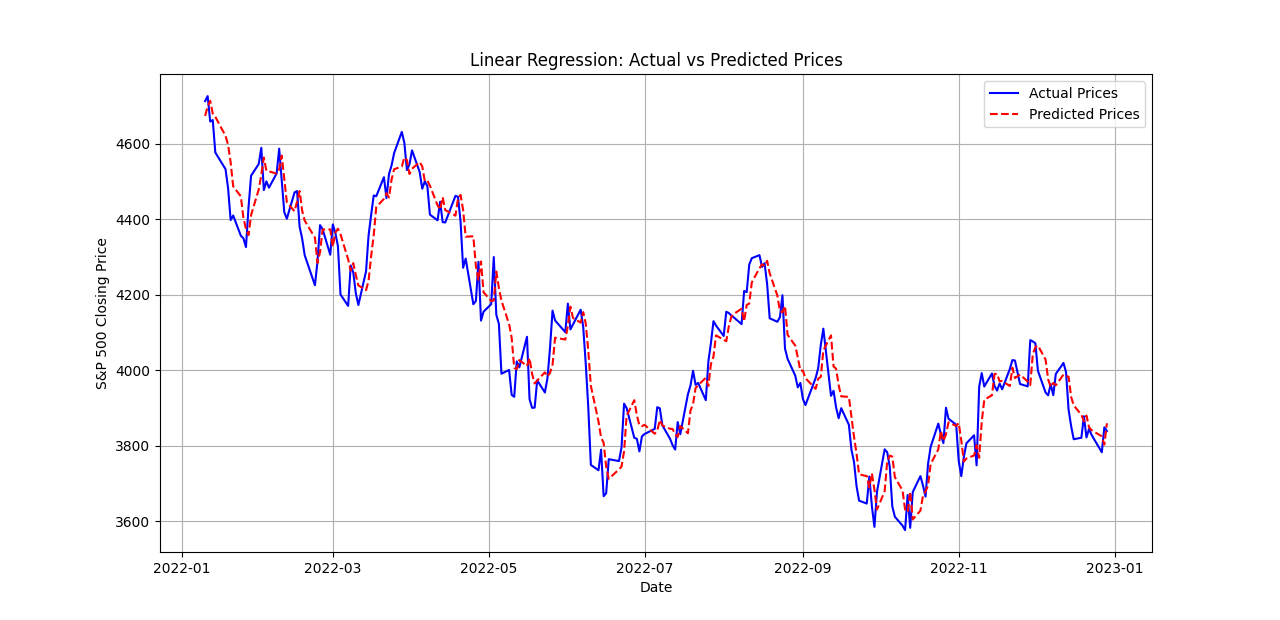 Linear Regression: Actual vs Predicted Prices
Actual Prices
Predicted Prices
S&P 500 Closing Price
4600
4400
4200
4000
3800
3600
2022-01 2022-03 2022-05 2022-07 2022-09 2022-11 2023-01
Date